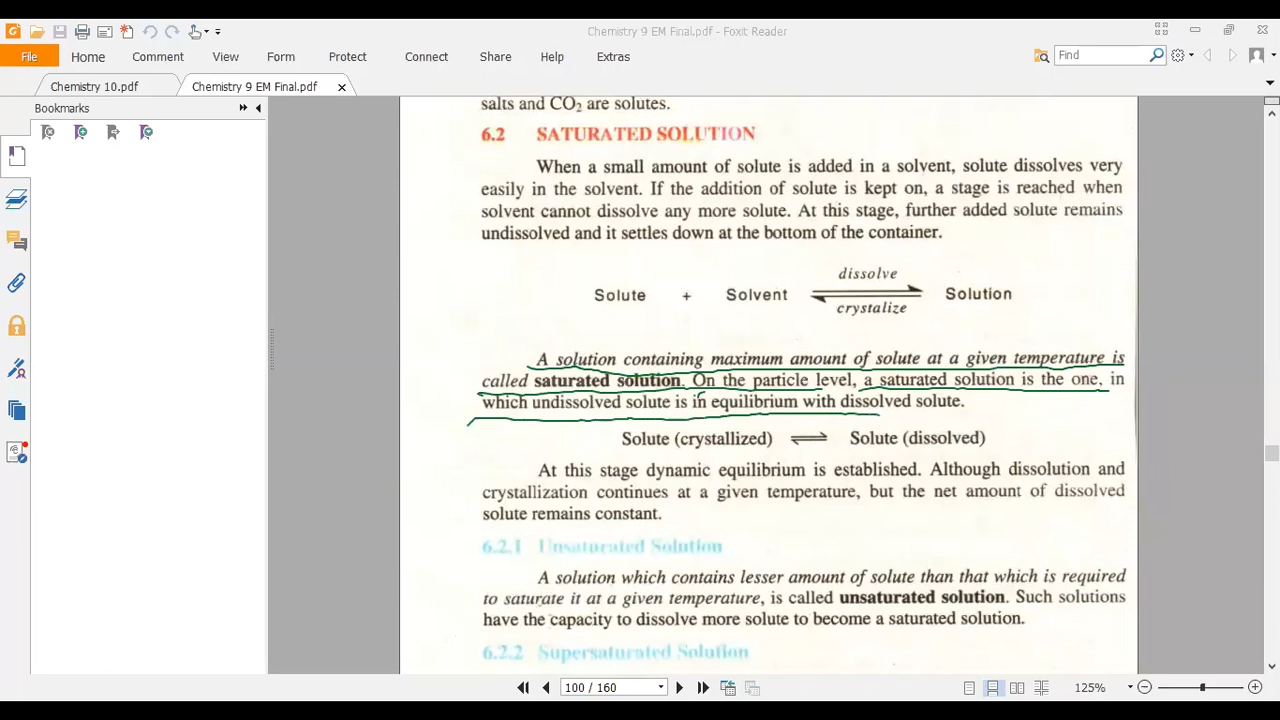 Chemistry 9 EM Final.pdf - Foxit Reader
File Home Comment View Form Protect Connect Share Help Extras Find
Chemistry 10.pdf Chemistry 9 EM Final.pdf
Bookmarks
salts and CO₂ are solutes.
6.2 SATURATED SOLUTION
When a small amount of solute is added in a solvent, solute dissolves very
easily in the solvent. If the addition of solute is kept on, a stage is reached when
solvent cannot dissolve any more solute. At this stage, further added solute remains
undissolved and it settles down at the bottom of the container.
dissolve
Solute + Solvent ⇌ Solution
crystalize
A solution containing maximum amount of solute at a given temperature is
called saturated solution. On the particle level, a saturated solution is the one, in
which undissolved solute is in equilibrium with dissolved solute.
Solute (crystallized) ⇌ Solute (dissolved)
At this stage dynamic equilibrium is established. Although dissolution and
crystallization continues at a given temperature, but the net amount of dissolved
solute remains constant.
6.2.1 Unsaturated Solution
A solution which contains lesser amount of solute than that which is required
to saturate it at a given temperature, is called unsaturated solution. Such solutions
have the capacity to dissolve more solute to become a saturated solution.
6.2.2 Supersaturated Solution
100 / 160
125%